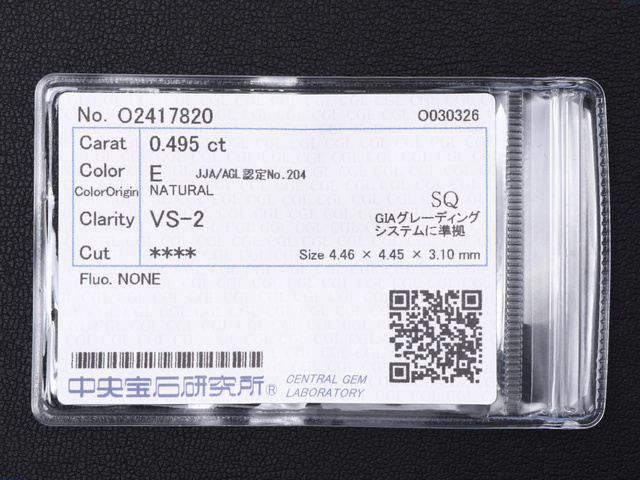 No. O2417820 O030326
Carat 0.495 ct
Color E JJA/AGL認定No.204
ColorOrigin NATURAL
SQ
Clarity VS-2 GIAグレーディング
システムに準拠
Cut **** Size 4.46 × 4.45 × 3.10 mm
Fluo. NONE
中央宝石研究所® CENTRAL GEM
LABORATORY